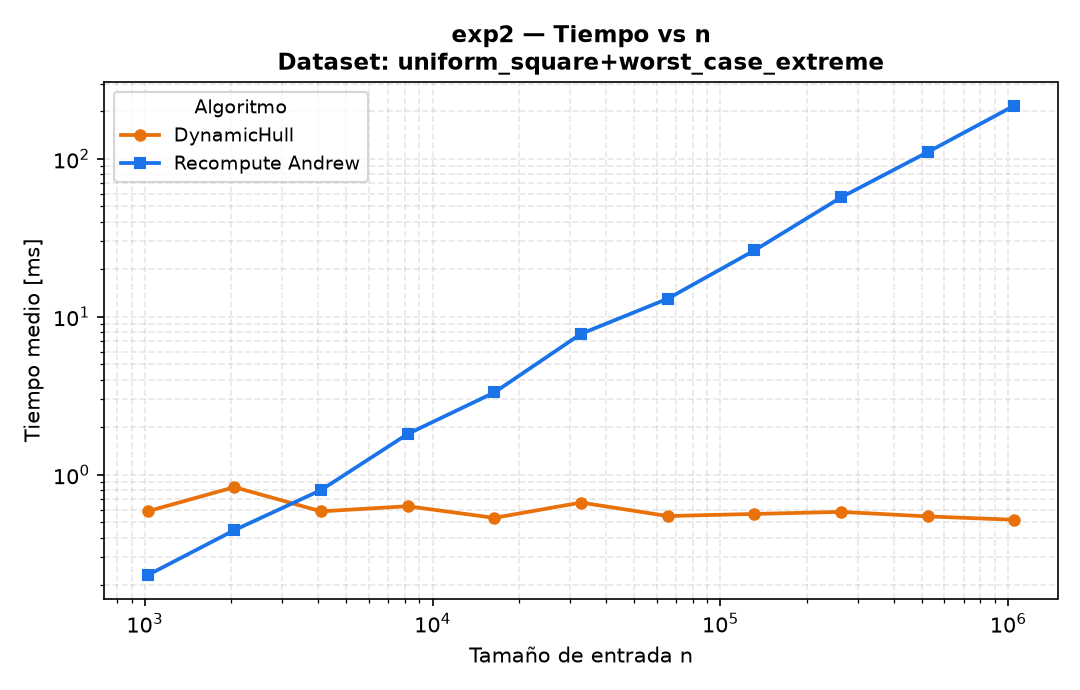 exp2 — Tiempo vs n
Dataset: uniform_square+worst_case_extreme
Algoritmo
DynamicHull
Recompute Andrew
Tiempo medio [ms]
10²
10¹
10⁰
10³
10⁴
10⁵
10⁶
Tamaño de entrada n